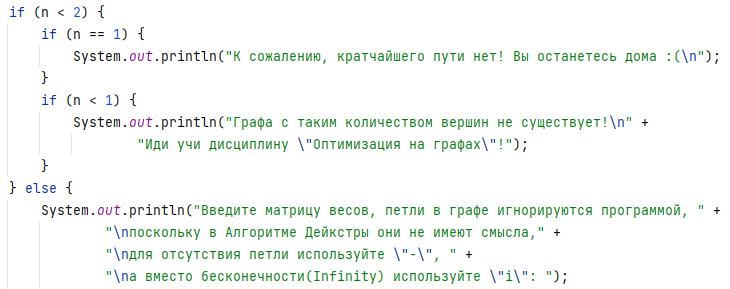 if (n < 2) {
if (n == 1) {
System.out.println("К сожалению, кратчайшего пути нет! Вы останетесь дома :(\n");
}
if (n < 1) {
System.out.println("Графа с таким количеством вершин не существует!\n" +
"Иди учи дисциплину \"Оптимизация на графах\"!");
}
} else {
System.out.println("Введите матрицу весов, петли в графе игнорируются программой, " +
"\nпоскольку в Алгоритме Дейкстры они не имеют смысла," +
"\nдля отсутствия петли используйте \"-\", " +
"\nа вместо бесконечности(Infinity) используйте \"i\": ");